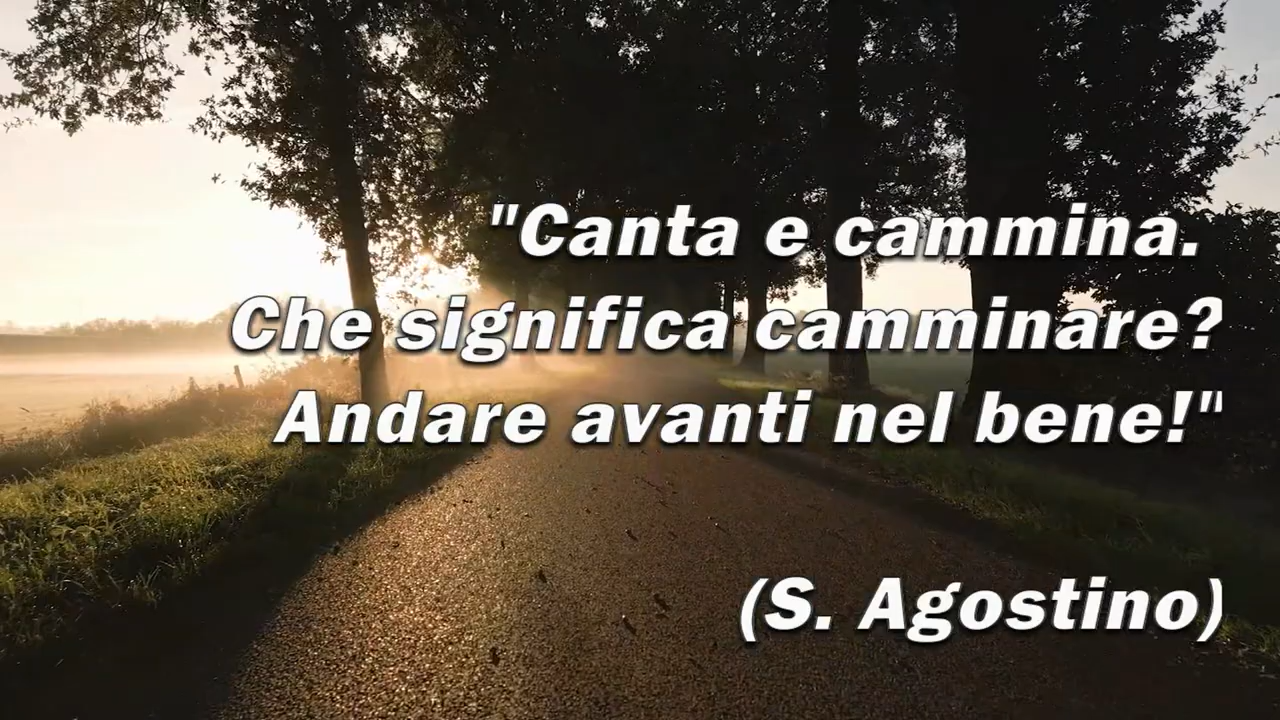 "Canta e cammina.
Che significa camminare?
Andare avanti nel bene!"
(S. Agostino)